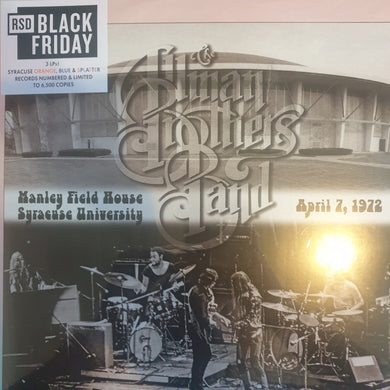 RSD BLACK
FRIDAY
3 LPs!
SYRACUSE ORANGE, BLUE & SPLATTER
RECORDS NUMBERED & LIMITED
TO 6,500 COPIES
Allman
Brothers
Band
Manley Field House
Syracuse University
April 7, 1972